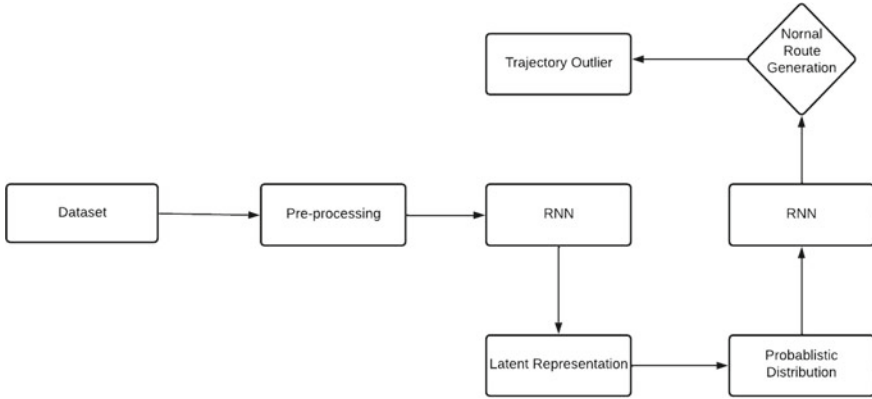 Nornal
Route
Generation
Trajectory Outlier
Dataset
Pre-processing
RNN
RNN
Latent Representation
Probablistic
Distribution